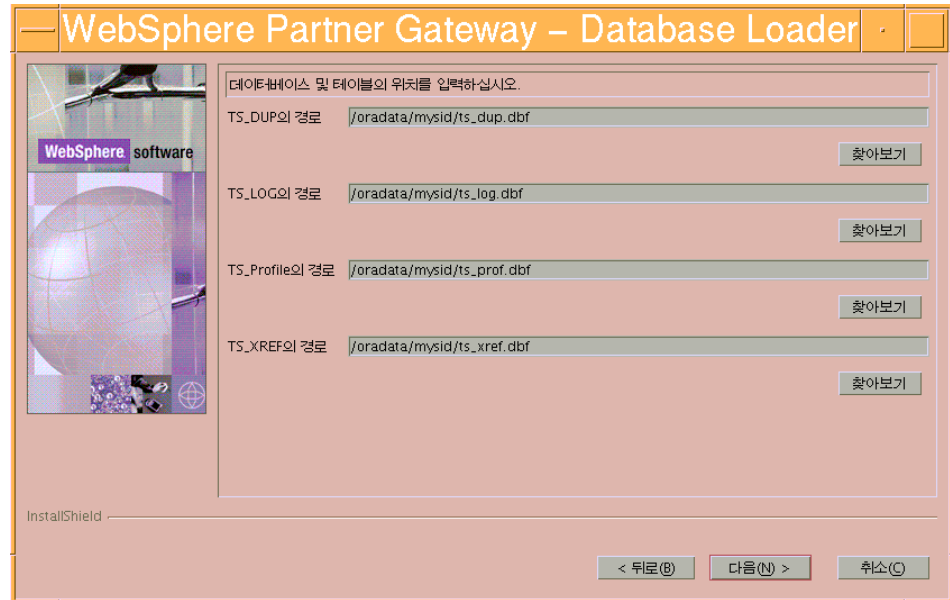 WebSphere Partner Gateway – Database Loader
WebSphere software
데이터베이스 및 테이블의 위치를 입력하십시오.
TS_DUP의 경로 /oradata/mysid/ts_dup.dbf
찾아보기
TS_LOG의 경로 /oradata/mysid/ts_log.dbf
찾아보기
TS_Profile의 경로 /oradata/mysid/ts_prof.dbf
찾아보기
TS_XREF의 경로 /oradata/mysid/ts_xref.dbf
찾아보기
InstallShield
< 뒤로(B) 다음(N) > 취소(C)